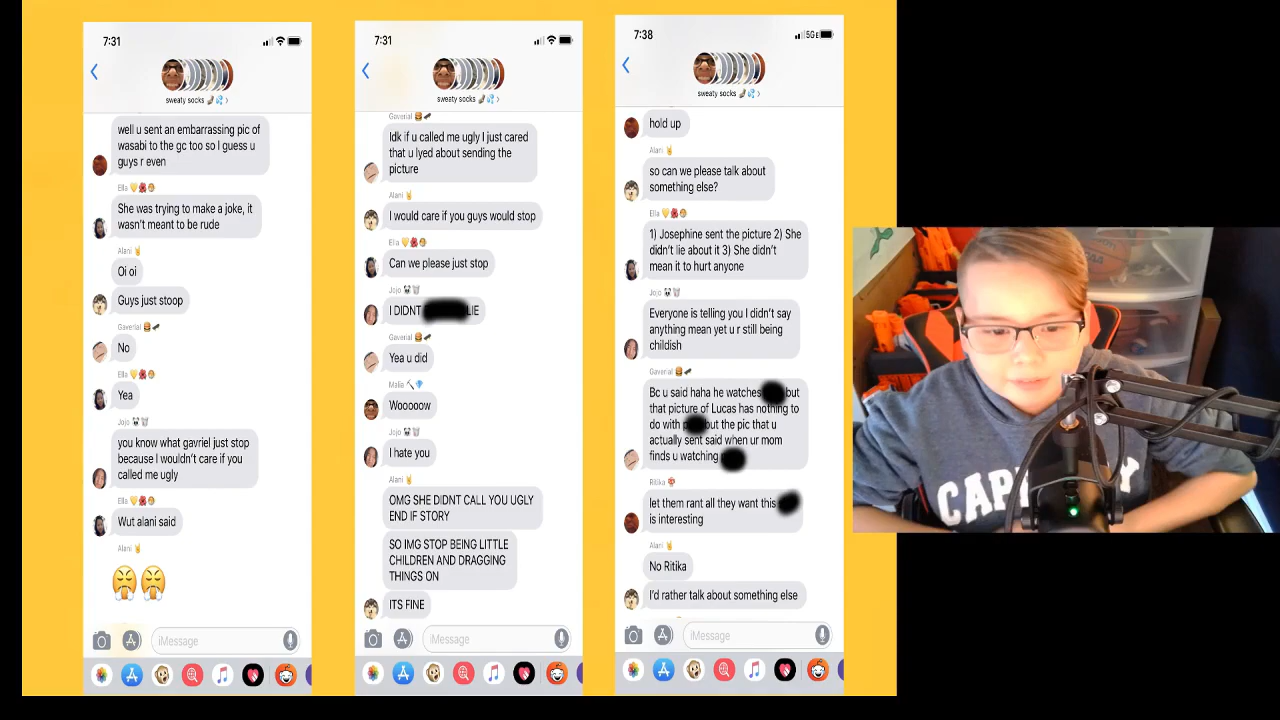 7:31
sweaty socks
well u sent an embarrassing pic of
wasabi to the gc too so I guess u
guys r even
Ella
She was trying to make a joke, it
wasn't meant to be rude
Alani
Oi oi
Guys just stoop
Gaverial
No
Ella
Yea
Jojo
you know what gavriel just stop
because I wouldn't care if you
called me ugly
Ella
Wut alani said
Alani
iMessage
7:31
sweaty socks
Gaverial
Idk if u called me ugly I just cared
that u lyed about sending the
picture
Alani
I would care if you guys would stop
Ella
Can we please just stop
Jojo
I DIDNT LIE
Gaverial
Yea u did
Malia
Wooooow
Jojo
I hate you
Alani
OMG SHE DIDNT CALL YOU UGLY
END IF STORY
SO IMG STOP BEING LITTLE
CHILDREN AND DRAGGING
THINGS ON
ITS FINE
iMessage
7:38
5GE
sweaty socks
hold up
Alani
so can we please talk about
something else?
Ella
1) Josephine sent the picture 2) She
didn't lie about it 3) She didn't
mean it to hurt anyone
Jojo
Everyone is telling you I didn't say
anything mean yet u r still being
childish
Gaverial
Bc u said haha he watches but
that picture of Lucas has nothing to
do with but the pic that u
actually sent said when ur mom
finds u watching
Ritika
let them rant all they want this
is interesting
Alani
No Ritika
I'd rather talk about something else
iMessage